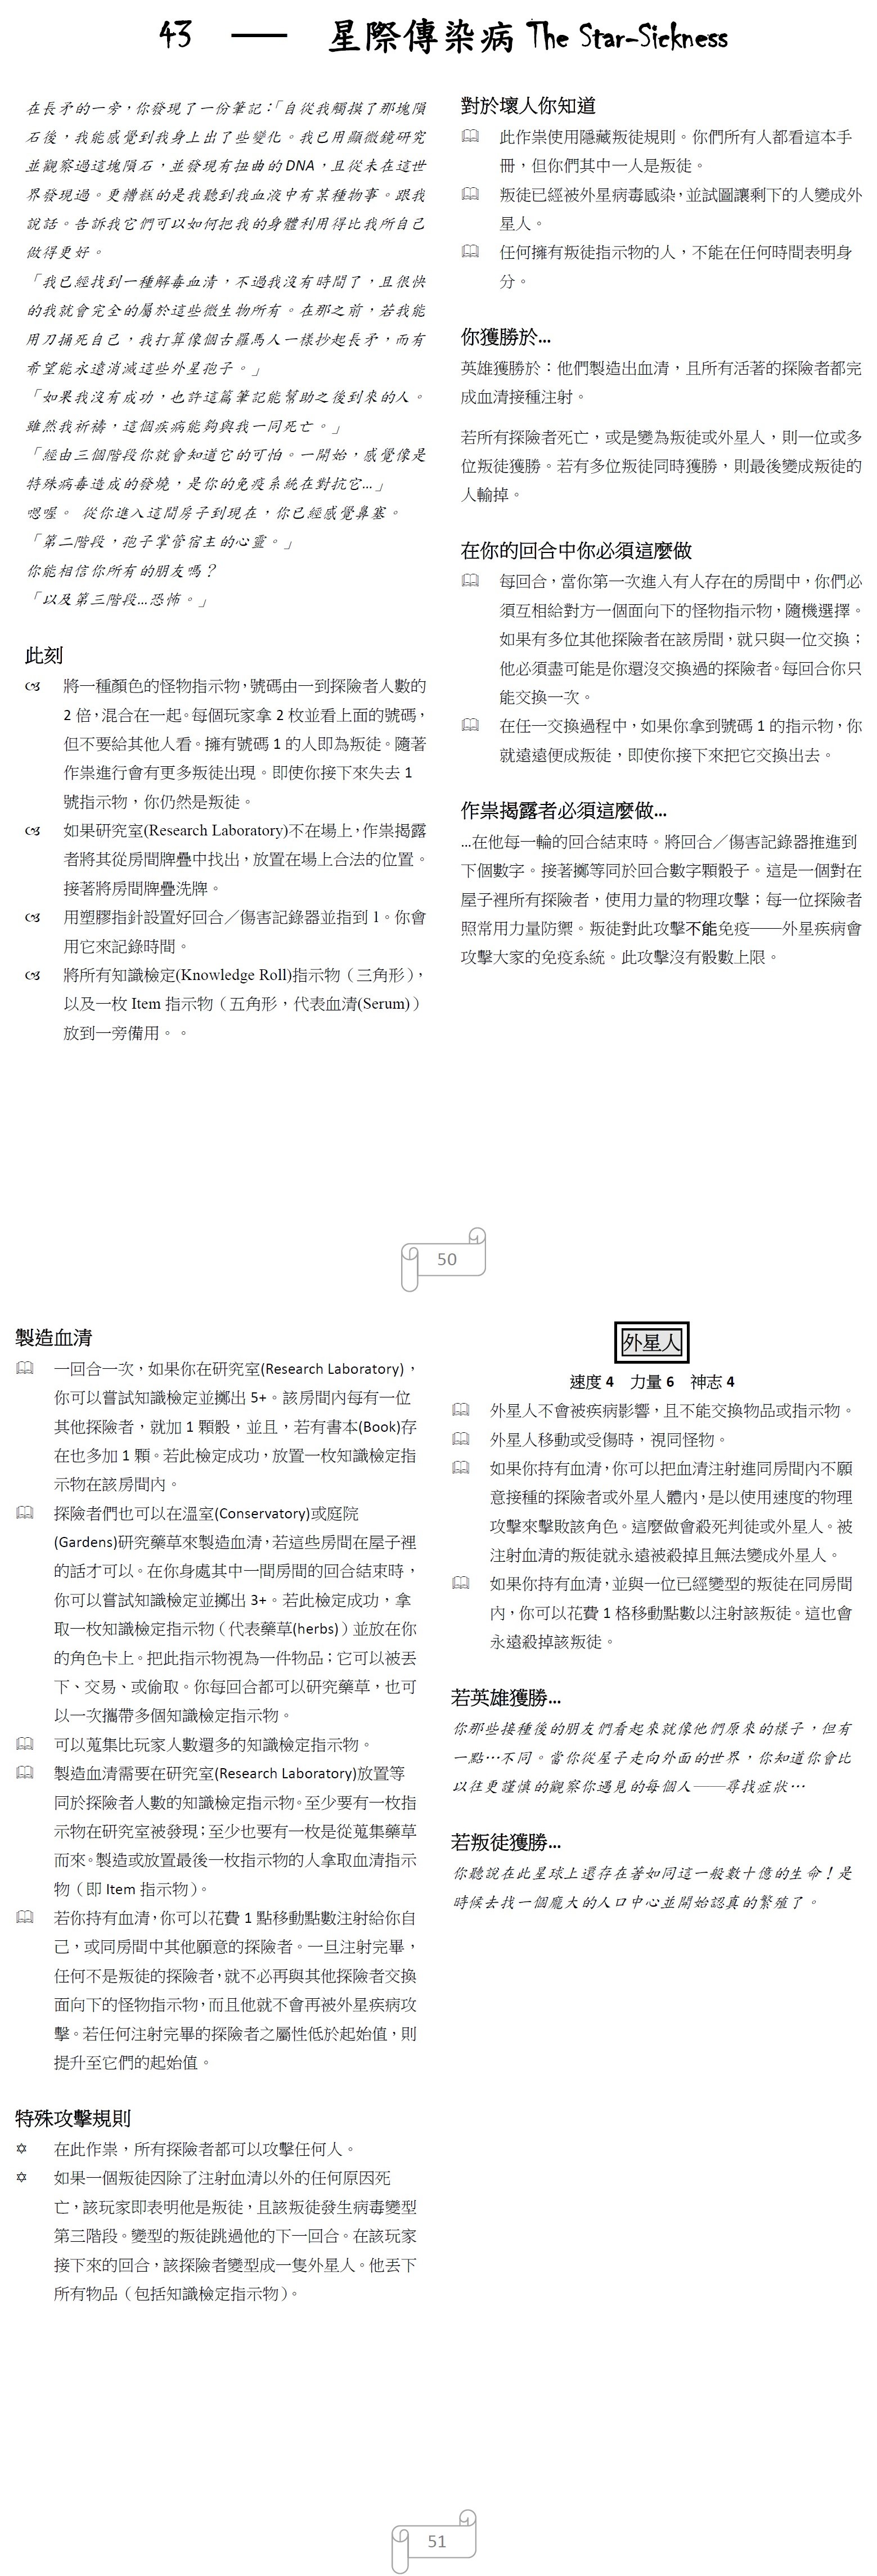 43 — 星際傳染病 The Star-Sickness
在長矛的一旁，你發現了一份筆記：「自從我觸摸了那塊隕
石後，我能感覺到我身上出了些變化。我已用顯微鏡研究
並觀察過這塊隕石，並發現有扭曲的 DNA，且從未在這世
界發現過。更糟糕的是我聽到我血液中有某種物事。跟我
說話。告訴我它們可以如何把我的身體利用得比我所自己
做得更好。
「我已經找到一種解毒血清，不過我沒有時間了，且很快
的我就會完全的屬於這些微生物所有。在那之前，若我能
用刀捅死自己，我打算像個古羅馬人一樣抄起長矛，而有
希望能永遠消滅這些外星孢子。」
「如果我沒有成功，也許這篇筆記能幫助之後到來的人。
雖然我祈禱，這個疾病能夠與我一同死亡。」
「經由三個階段你就會知道它的可怕。一開始，感覺像是
特殊病毒造成的發燒，是你的免疫系統在對抗它…」
嗯喔。 從你進入這間房子到現在，你已經感覺鼻塞。
「第二階段，孢子掌管宿主的心靈。」
你能相信你所有的朋友嗎？
「以及第三階段…恐怖。」
此刻
將一種顏色的怪物指示物，號碼由一到探險者人數的
2 倍，混合在一起。每個玩家拿 2 枚並看上面的號碼，
但不要給其他人看。擁有號碼 1 的人即為叛徒。隨著
作祟進行會有更多叛徒出現。即使你接下來失去 1
號指示物，你仍然是叛徒。
如果研究室(Research Laboratory)不在場上，作祟揭露
者將其從房間牌疊中找出，放置在場上合法的位置。
接著將房間牌疊洗牌。
用塑膠指針設置好回合／傷害記錄器並指到 1。你會
用它來記錄時間。
將所有知識檢定(Knowledge Roll)指示物（三角形），
以及一枚 Item 指示物（五角形，代表血清(Serum)）
放到一旁備用。。
對於壞人你知道
此作祟使用隱藏叛徒規則。你們所有人都看這本手
冊，但你們其中一人是叛徒。
叛徒已經被外星病毒感染，並試圖讓剩下的人變成外
星人。
任何擁有叛徒指示物的人，不能在任何時間表明身
分。
你獲勝於...
英雄獲勝於：他們製造出血清，且所有活著的探險者都完
成血清接種注射。
若所有探險者死亡，或是變為叛徒或外星人，則一位或多
位叛徒獲勝。若有多位叛徒同時獲勝，則最後變成叛徒的
人輸掉。
在你的回合中你必須這麼做
每回合，當你第一次進入有人存在的房間中，你們必
須互相給對方一個面向下的怪物指示物，隨機選擇。
如果有多位其他探險者在該房間，就只與一位交換；
他必須盡可能是你還沒交換過的探險者。每回合你只
能交換一次。
在任一交換過程中，如果你拿到號碼 1 的指示物，你
就遠遠便成叛徒，即使你接下來把它交換出去。
作祟揭露者必須這麼做...
…在他每一輪的回合結束時。將回合／傷害記錄器推進到
下個數字。接著擲等同於回合數字顆骰子。這是一個對在
屋子裡所有探險者，使用力量的物理攻擊；每一位探險者
照常用力量防禦。叛徒對此攻擊不能免疫——外星疾病會
攻擊大家的免疫系統。此攻擊沒有骰數上限。
50
製造血清
一回合一次，如果你在研究室(Research Laboratory)，
你可以嘗試知識檢定並擲出 5+。該房間內每有一位
其他探險者，就加 1 顆骰，並且，若有書本(Book)存
在也多加 1 顆。若此檢定成功，放置一枚知識檢定指
示物在該房間內。
探險者們也可以在溫室(Conservatory)或庭院
(Gardens)研究藥草來製造血清，若這些房間在屋子裡
的話才可以。在你身處其中一間房間的回合結束時，
你可以嘗試知識檢定並擲出 3+。若此檢定成功，拿
取一枚知識檢定指示物（代表藥草(herbs)）並放在你
的角色卡上。把此指示物視為一件物品；它可以被丟
下、交易、或偷取。你每回合都可以研究藥草，也可
以一次攜帶多個知識檢定指示物。
可以蒐集比玩家人數還多的知識檢定指示物。
製造血清需要在研究室(Research Laboratory)放置等
同於探險者人數的知識檢定指示物。至少要有一枚指
示物在研究室被發現；至少也要有一枚是從蒐集藥草
而來。製造或放置最後一枚指示物的人拿取血清指示
物（即 Item 指示物）。
若你持有血清，你可以花費 1 點移動點數注射給你自
己，或同房間中其他願意的探險者。一旦注射完畢，
任何不是叛徒的探險者，就不必再與其他探險者交換
面向下的怪物指示物，而且他就不會再被外星疾病攻
擊。若任何注射完畢的探險者之屬性低於起始值，則
提升至它們的起始值。
特殊攻擊規則
在此作祟，所有探險者都可以攻擊任何人。
如果一個叛徒因除了注射血清以外的任何原因死
亡，該玩家即表明他是叛徒，且該叛徒發生病毒變型
第三階段。變型的叛徒跳過他的下一回合。在該玩家
接下來的回合，該探險者變型成一隻外星人。他丟下
所有物品（包括知識檢定指示物）。
外星人
速度 4 力量 6 神志 4
外星人不會被疾病影響，且不能交換物品或指示物。
外星人移動或受傷時，視同怪物。
如果你持有血清，你可以把血清注射進同房間內不願
意接種的探險者或外星人體內，是以使用速度的物理
攻擊來擊敗該角色。這麼做會殺死判徒或外星人。被
注射血清的叛徒就永遠被殺掉且無法變成外星人。
如果你持有血清，並與一位已經變型的叛徒在同房間
內，你可以花費 1 格移動點數以注射該叛徒。這也會
永遠殺掉該叛徒。
若英雄獲勝...
你那些接種後的朋友們看起來就像他們原來的樣子，但有
一點…不同。當你從屋子走向外面的世界，你知道你會比
以往更謹慎的觀察你遇見的每個人——尋找症狀…
若叛徒獲勝...
你聽說在此星球上還存在著如同這一般數十億的生命！是
時候去找一個龐大的人口中心並開始認真的繁殖了。
51